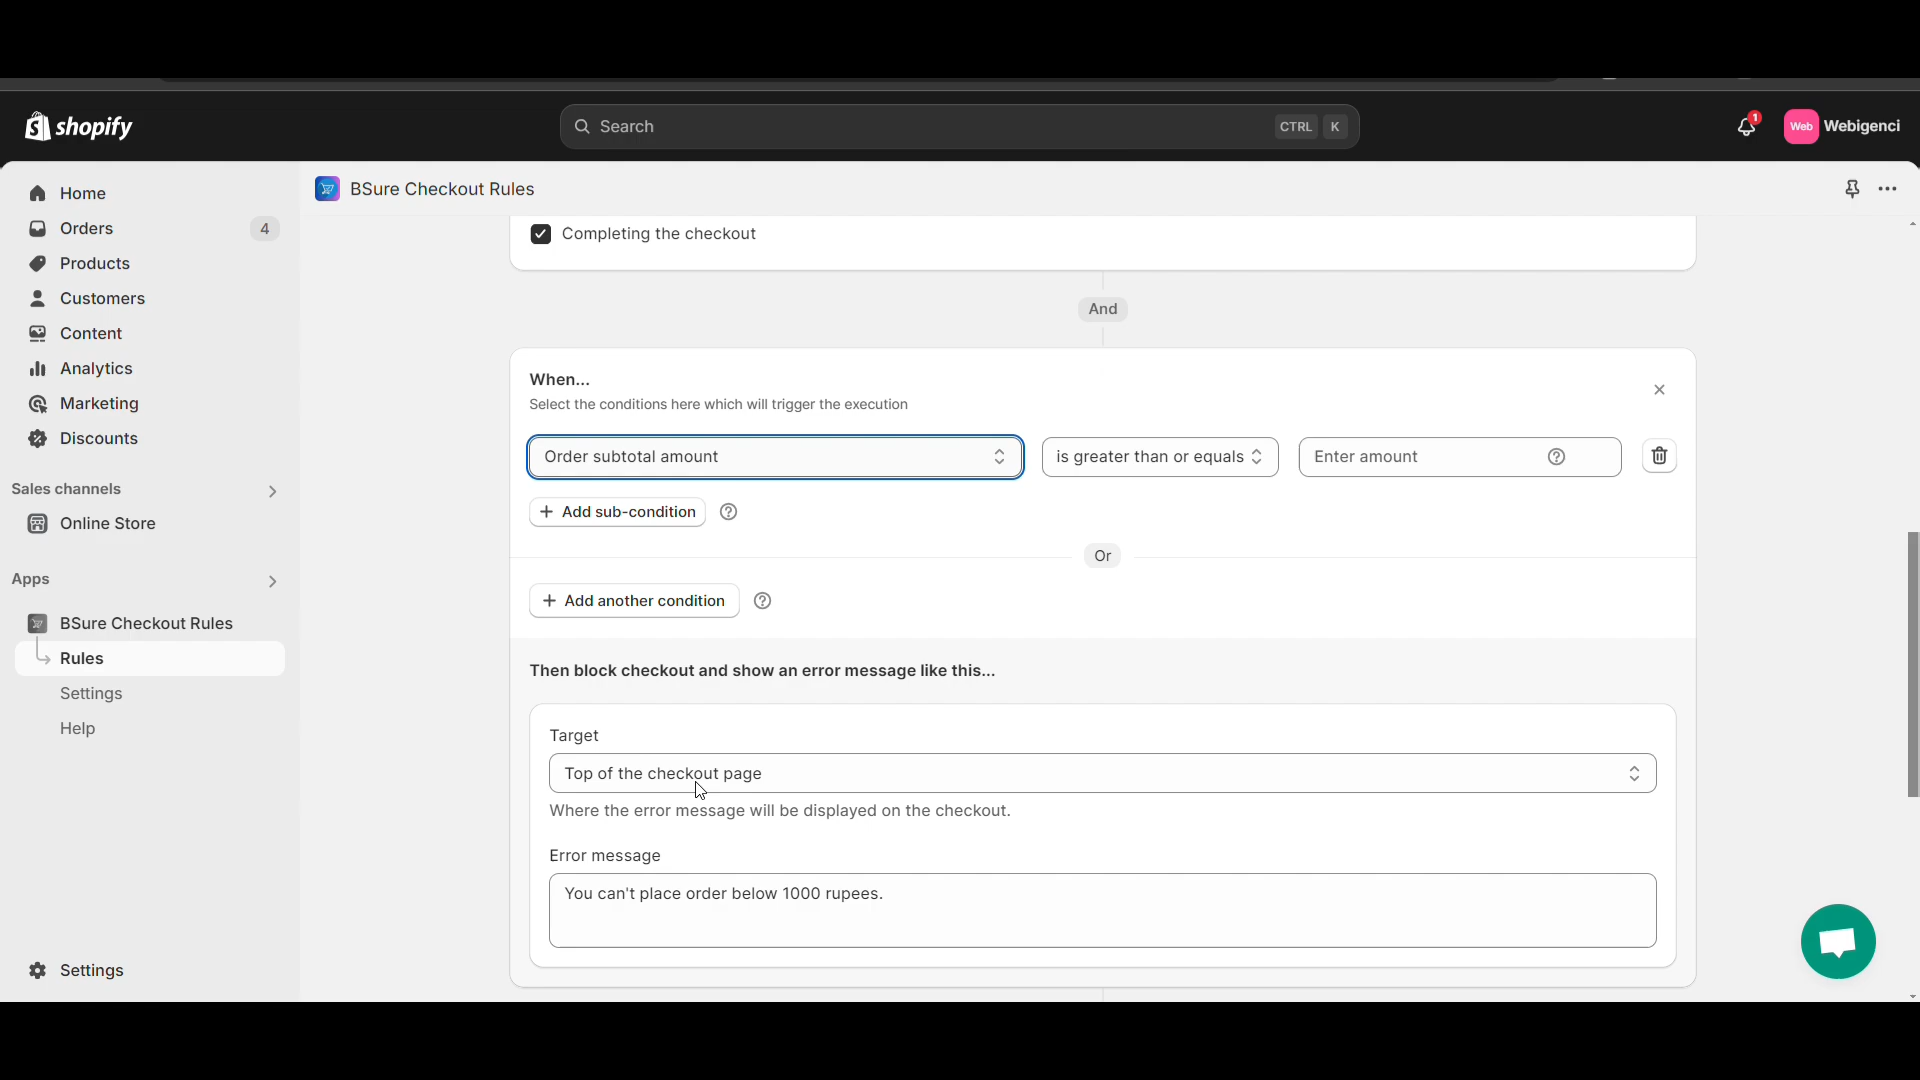 shopify
Search
CTRL K
1
Web
Webigenci
Home
Orders
4
Products
Customers
Content
Analytics
Marketing
Discounts
Sales channels
Online Store
Apps
BSure Checkout Rules
Rules
Settings
Help
Settings
BSure Checkout Rules
Completing the checkout
And
When...
Select the conditions here which will trigger the execution
Order subtotal amount
is greater than or equals
Enter amount
Add sub-condition
Or
Add another condition
Then block checkout and show an error message like this...
Target
Top of the checkout page
Where the error message will be displayed on the checkout.
Error message
You can't place order below 1000 rupees.